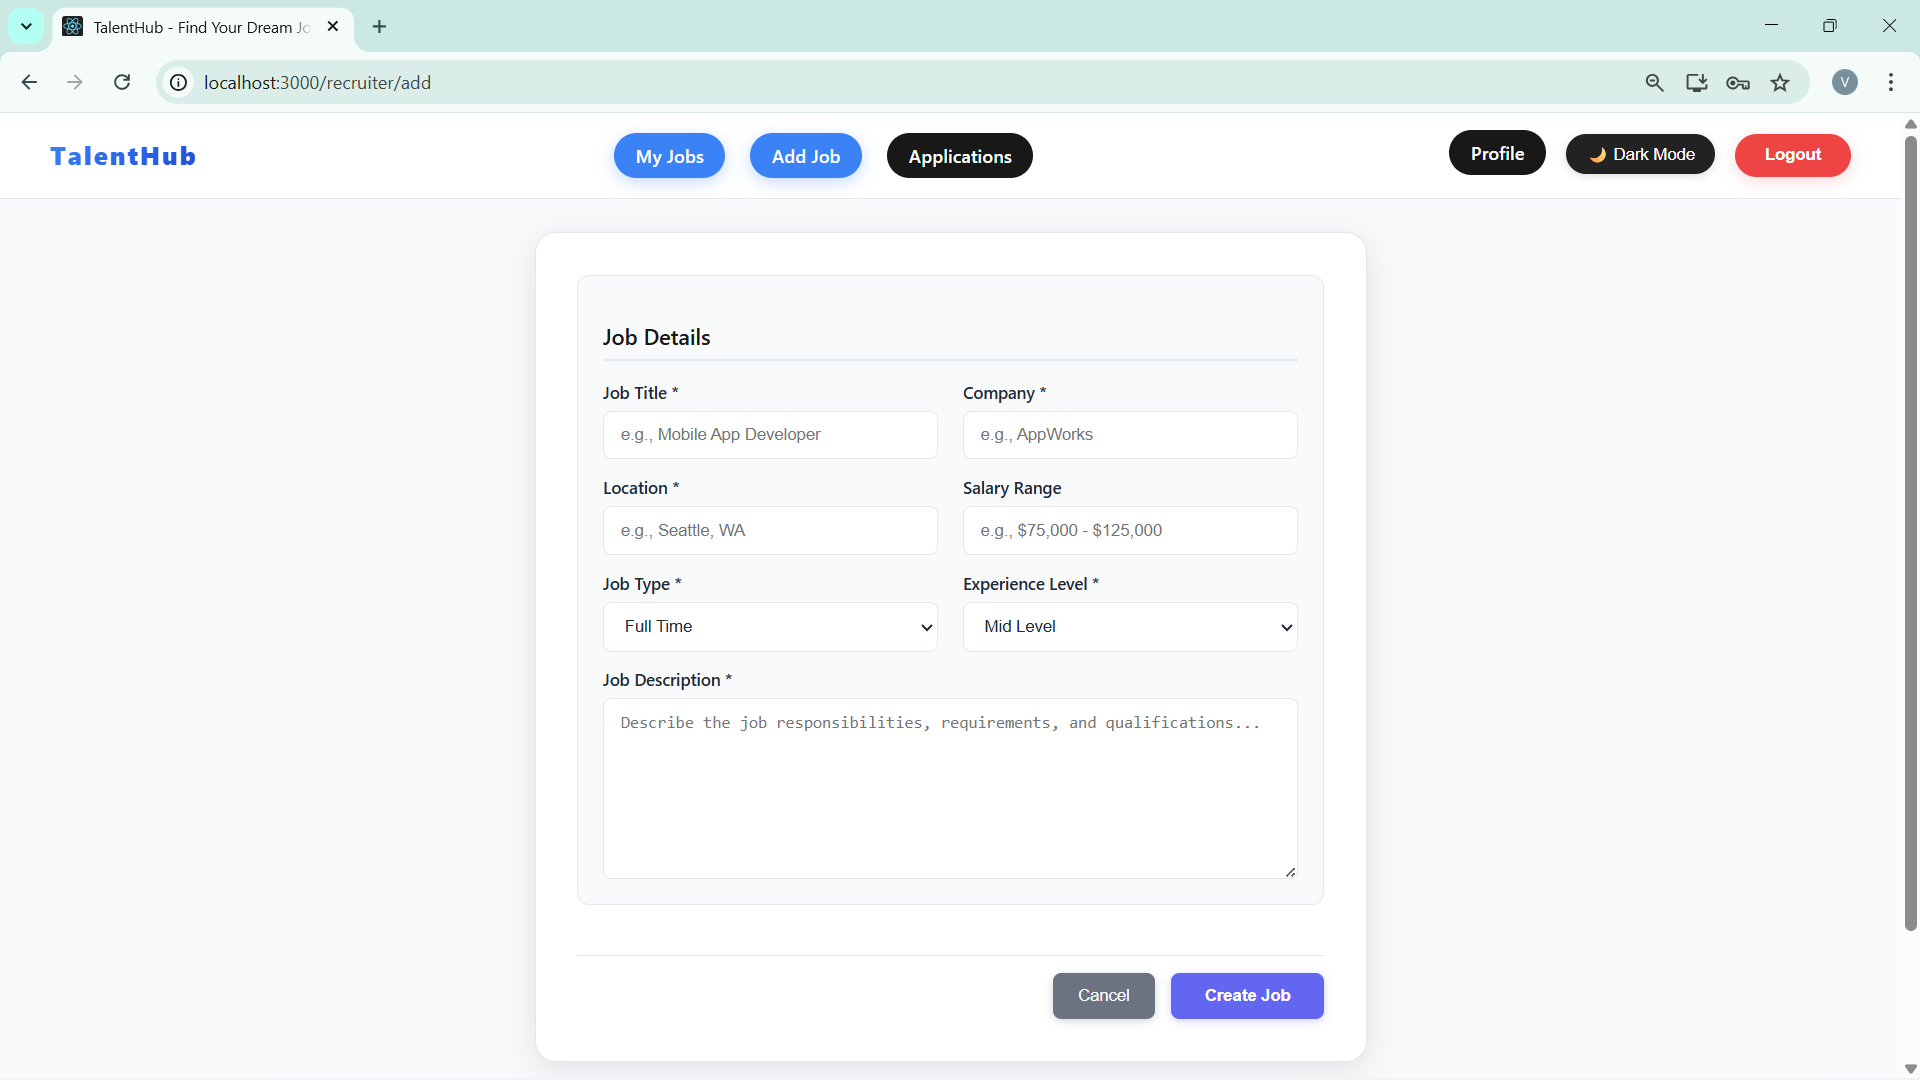 TalentHub - Find Your Dream Jo
localhost:3000/recruiter/add
V
TalentHub
My Jobs
Add Job
Applications
Profile
🌙 Dark Mode
Logout
Job Details
Job Title *
Company *
e.g., Mobile App Developer
e.g., AppWorks
Location *
Salary Range
e.g., Seattle, WA
e.g., $75,000 - $125,000
Job Type *
Experience Level *
Full Time
Mid Level
Job Description *
Describe the job responsibilities, requirements, and qualifications...
Cancel
Create Job